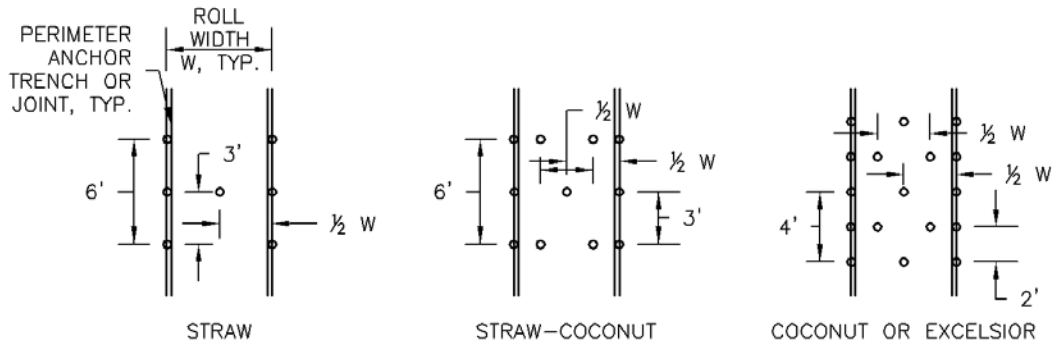 PERIMETER
ANCHOR
TRENCH OR
JOINT, TYP.
ROLL
WIDTH
W, TYP.
6'
3'
½ W
STRAW
½ W
6'
½ W
3'
STRAW-COCONUT
½ W
½ W
4'
2'
COCONUT OR EXCELSIOR